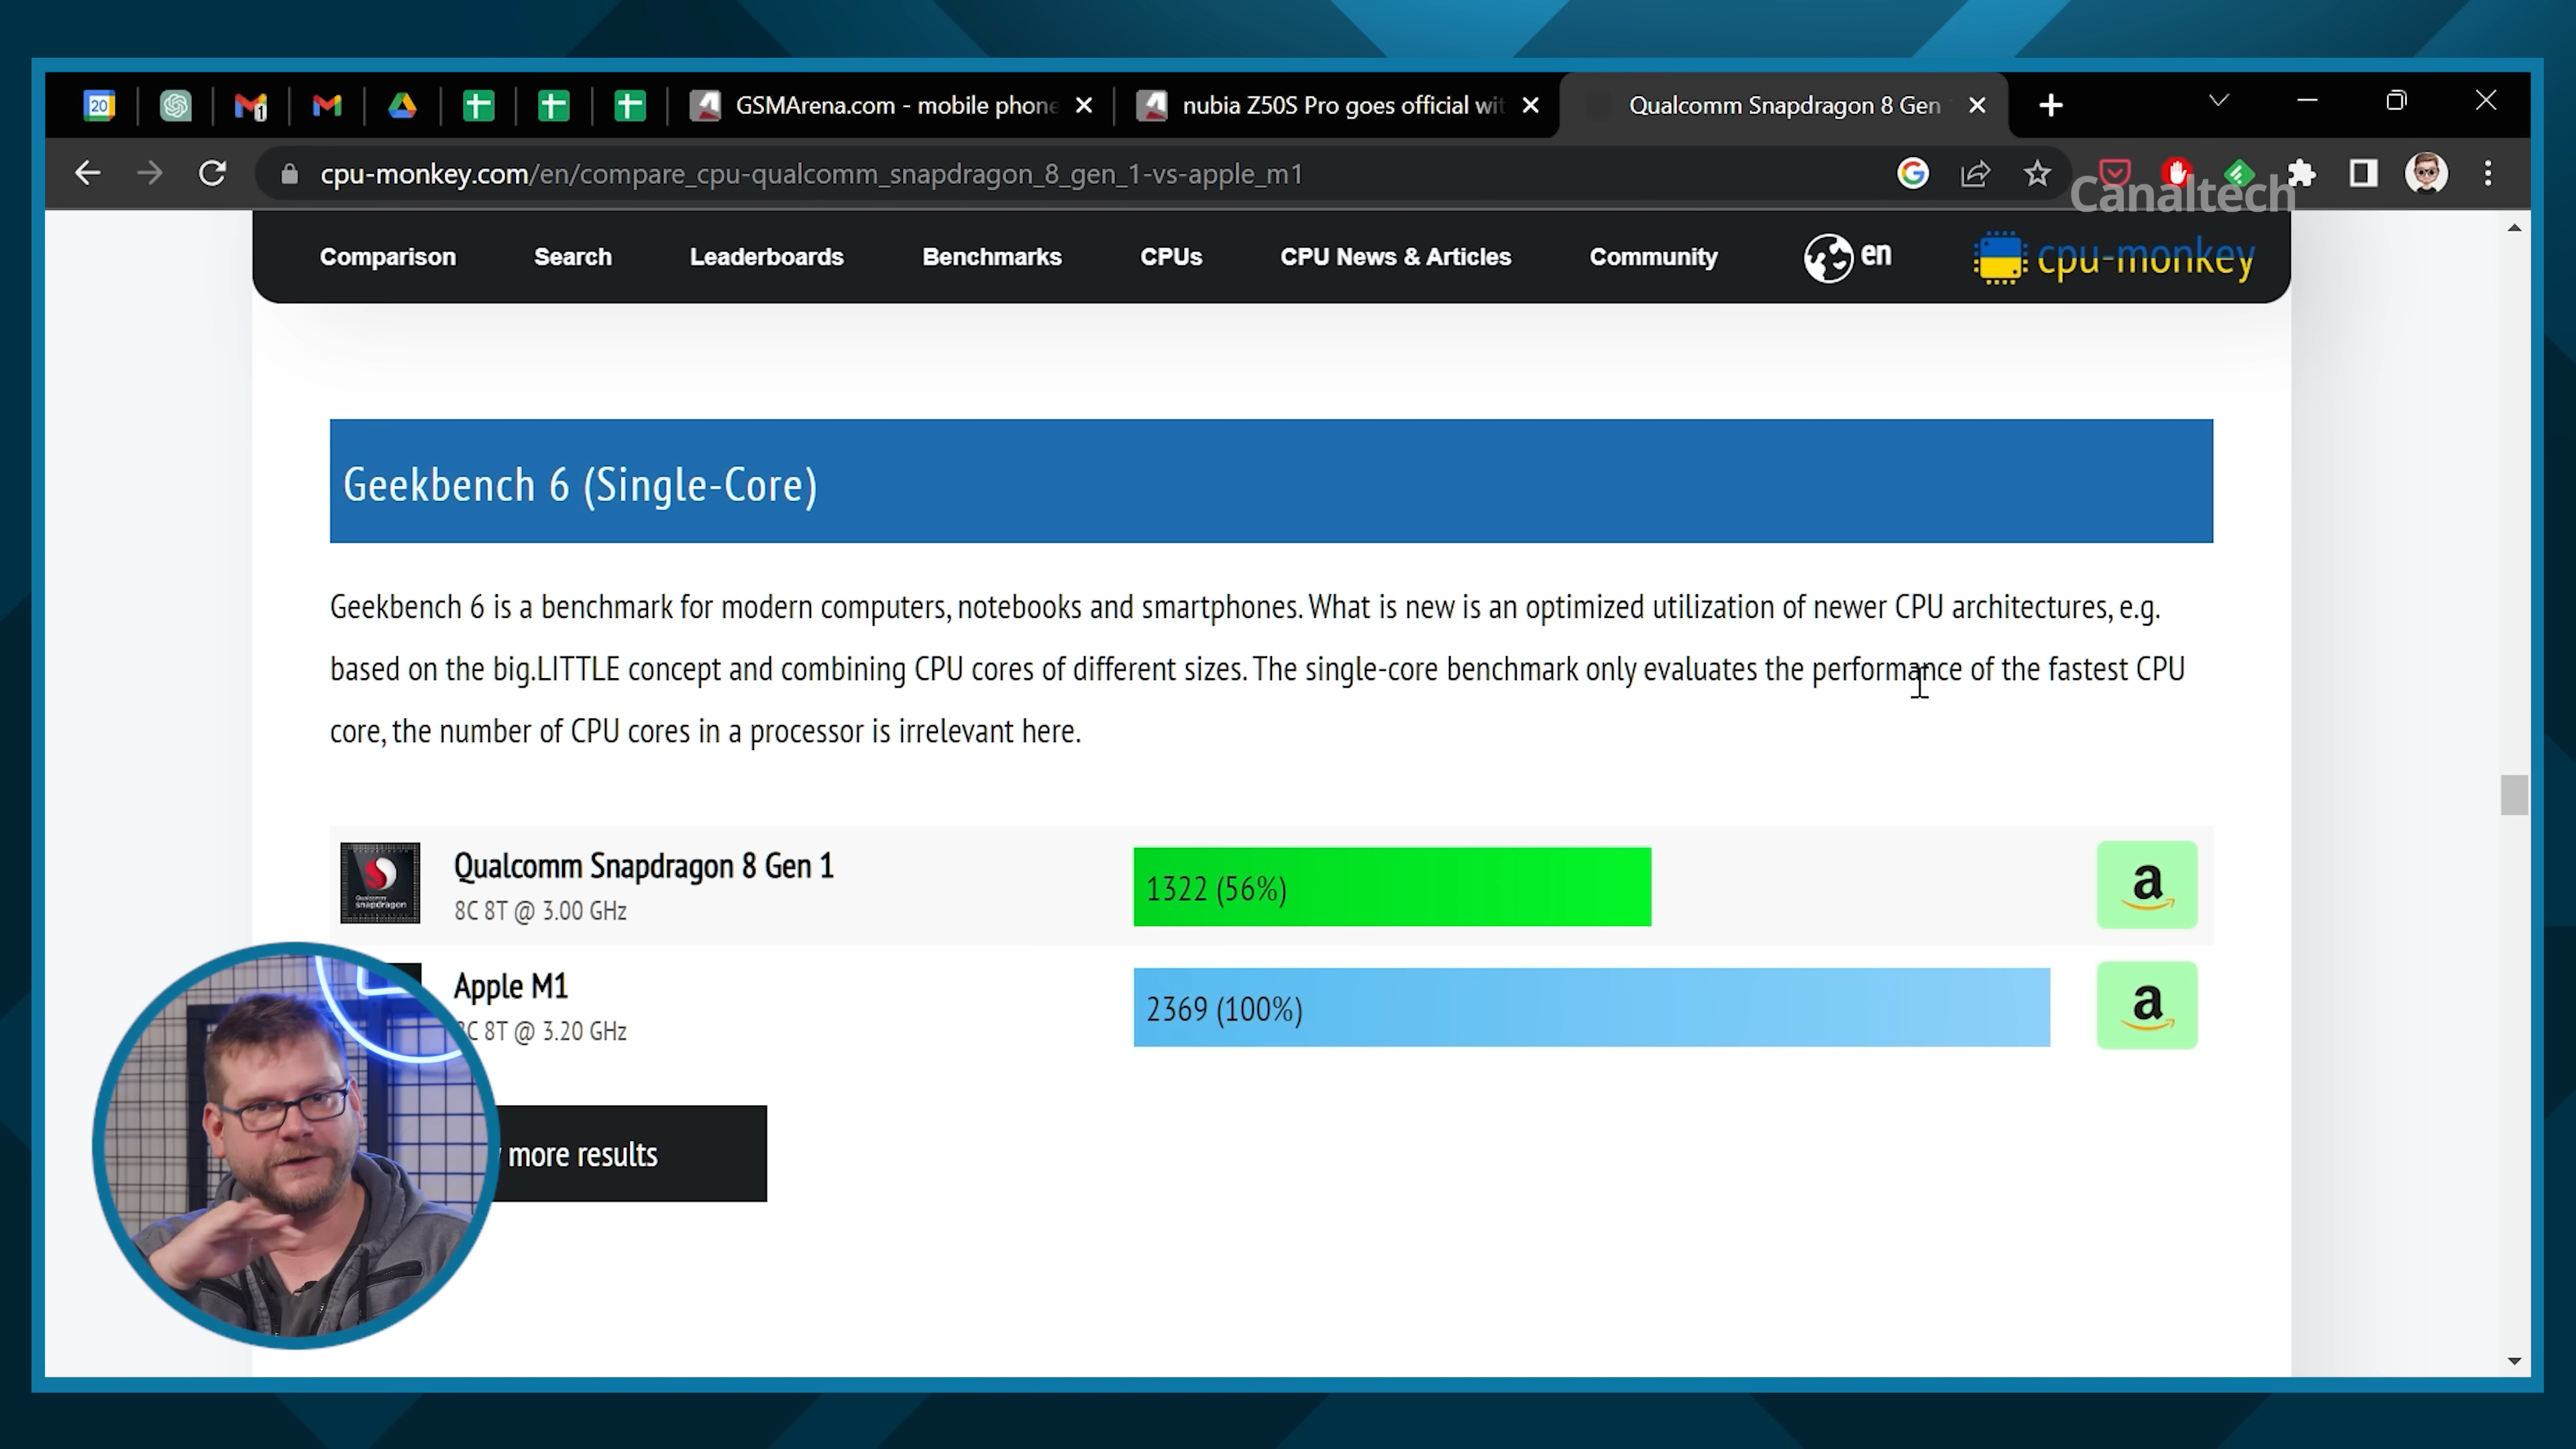 20
1
GSMArena.com - mobile phone
nubia Z50S Pro goes official wit
Qualcomm Snapdragon 8 Gen
cpu-monkey.com/en/compare_cpu-qualcomm_snapdragon_8_gen_1-vs-apple_m1
Canaltech
Comparison
Search
Leaderboards
Benchmarks
CPUs
CPU News & Articles
Community
en
cpu-monkey
Geekbench 6 (Single-Core)
Geekbench 6 is a benchmark for modern computers, notebooks and smartphones. What is new is an optimized utilization of newer CPU architectures, e.g.
based on the big.LITTLE concept and combining CPU cores of different sizes. The single-core benchmark only evaluates the performance of the fastest CPU
core, the number of CPU cores in a processor is irrelevant here.
Qualcomm snapdragon
Qualcomm Snapdragon 8 Gen 1
8C 8T @ 3.00 GHz
1322 (56%)
a
Apple M1
8T @ 3.20 GHz
2369 (100%)
a
more results